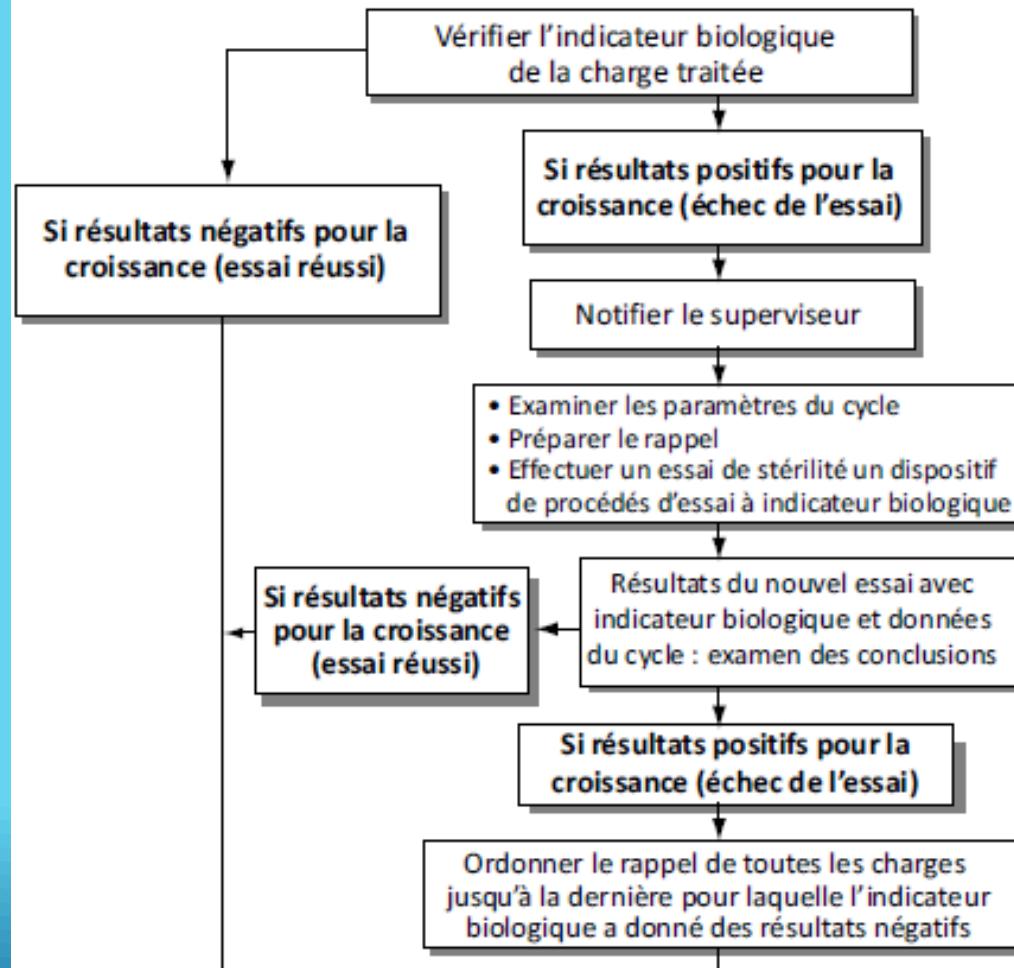 Vérifier l'indicateur biologique
de la charge traitée
Si résultats positifs pour la
croissance (échec de l'essai)
Si résultats négatifs pour la
croissance (essai réussi)
Notifier le superviseur
• Examiner les paramètres du cycle
• Préparer le rappel
• Effectuer un essai de stérilité un dispositif
de procédés d'essai à indicateur biologique
Résultats du nouvel essai avec
indicateur biologique et données
du cycle : examen des conclusions
Si résultats négatifs
pour la croissance
(essai réussi)
Si résultats positifs pour la
croissance (échec de l'essai)
Ordonner le rappel de toutes les charges
jusqu'à la dernière pour laquelle l'indicateur
biologique a donné des résultats négatifs